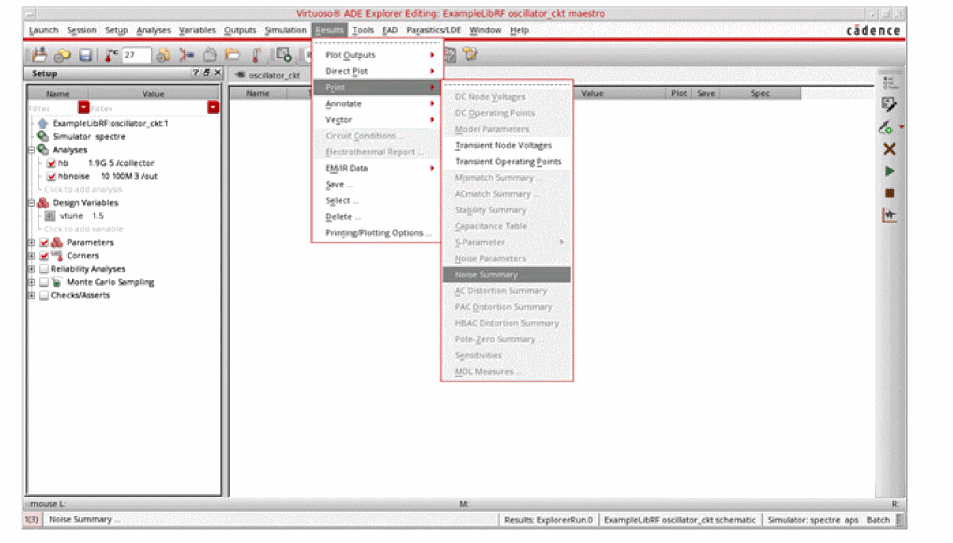 Virtuoso® ADE Explorer Editing: ExampleLibRF oscillator_ckt maestro
Launch Session Setup Analyses Variables Outputs Simulation Results Tools EAD Parasitics/LDE Window Help
cādence
27
Setup
? & X
oscillator_ckt
Name Value
Name Value Plot Save Spec
Filter Filter
ExampleLibRF:oscillator_ckt:1
Simulator spectre
Analyses
hb 1.9G 5 /collector
hbnoise 10 100M 3 /out
Click to add analysis
Design Variables
vtune 1.5
Click to add variable
Parameters
Corners
Reliability Analyses
Monte Carlo Sampling
Checks/Asserts
Plot Outputs
Direct Plot
Print
Annotate
Vector
Circuit Conditions ...
Electrothermal Report ...
EM/IR Data
Save ...
Select ...
Delete ...
Printing/Plotting Options ...
DC Node Voltages
DC Operating Points
Model Parameters
Transient Node Voltages
Transient Operating Points
Mismatch Summary ...
ACmatch Summary ...
Stability Summary
Capacitance Table
S-Parameter
Noise Parameters
Noise Summary ...
AC Distortion Summary
PAC Distortion Summary
HBAC Distortion Summary
Pole-Zero Summary...
Sensitivities
MDL Measures ...
mouse L: M: R:
1(3) Noise Summary ... Results: ExplorerRun.0 ExampleLibRF oscillator_ckt schematic Simulator: spectre aps Batch